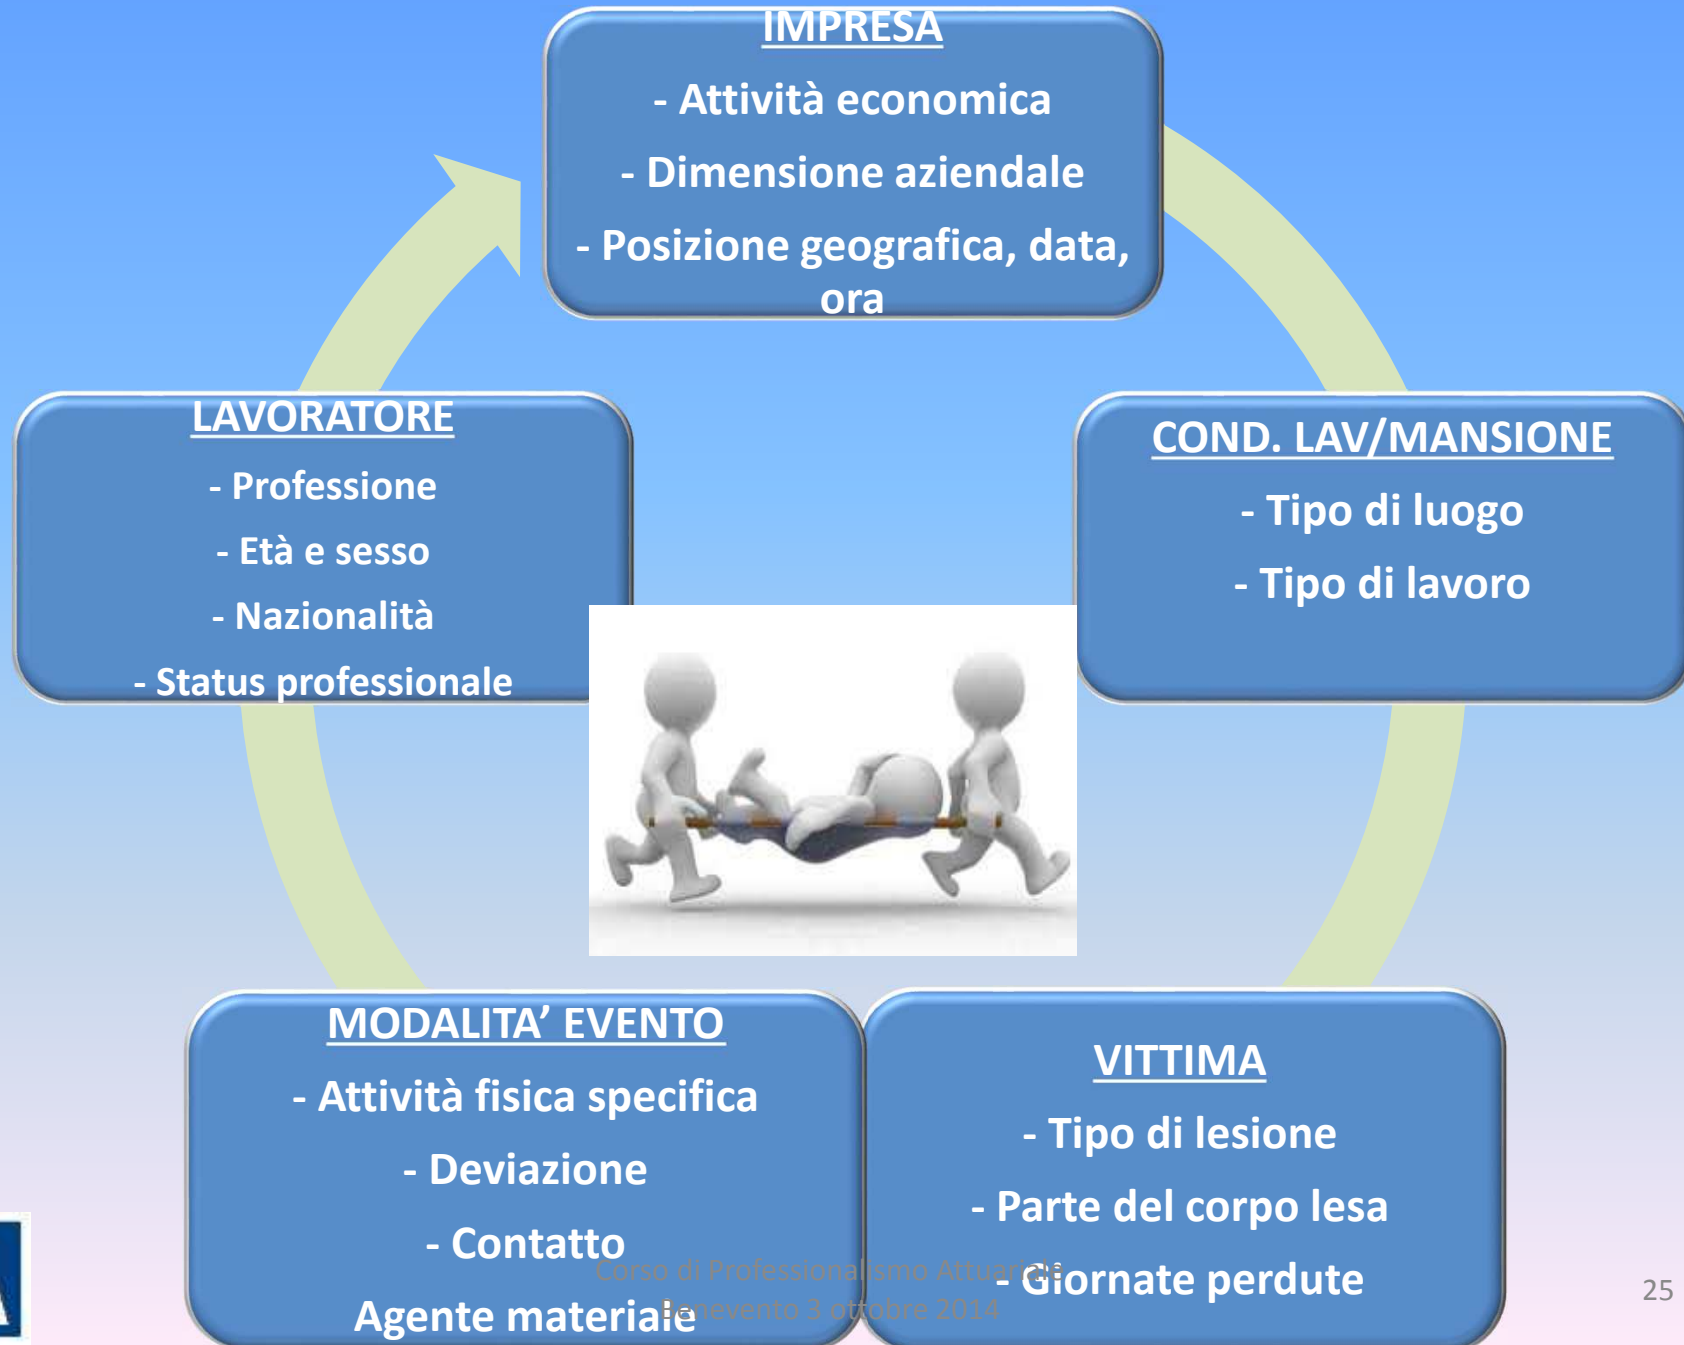 IMPRESA
- Attività economica
- Dimensione aziendale
- Posizione geografica, data,
ora
LAVORATORE
- Professione
- Età e sesso
- Nazionalità
- Status professionale
COND. LAV/MANSIONE
- Tipo di luogo
- Tipo di lavoro
MODALITA’ EVENTO
- Attività fisica specifica
- Deviazione
- Contatto
Agente materiale
VITTIMA
- Tipo di lesione
- Parte del corpo lesa
- Giornate perdute
Corso di Professionalismo Attuariale
Benevento 3 ottobre 2014
25